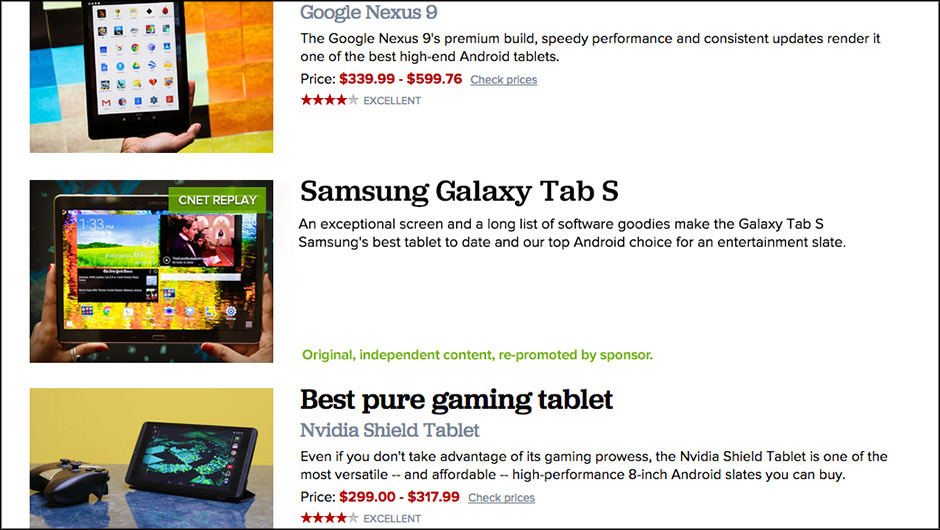 Google Nexus 9
The Google Nexus 9's premium build, speedy performance and consistent updates render it
one of the best high-end Android tablets.
Price: $339.99 - $599.76 Check prices
EXCELLENT
CNET REPLAY
1:33 PM
Samsung Galaxy Tab S
An exceptional screen and a long list of software goodies make the Galaxy Tab S
Samsung's best tablet to date and our top Android choice for an entertainment slate.
Original, independent content, re-promoted by sponsor.
Best pure gaming tablet
Nvidia Shield Tablet
Even if you don't take advantage of its gaming prowess, the Nvidia Shield Tablet is one of the
most versatile -- and affordable -- high-performance 8-inch Android slates you can buy.
Price: $299.00 - $317.99 Check prices
EXCELLENT